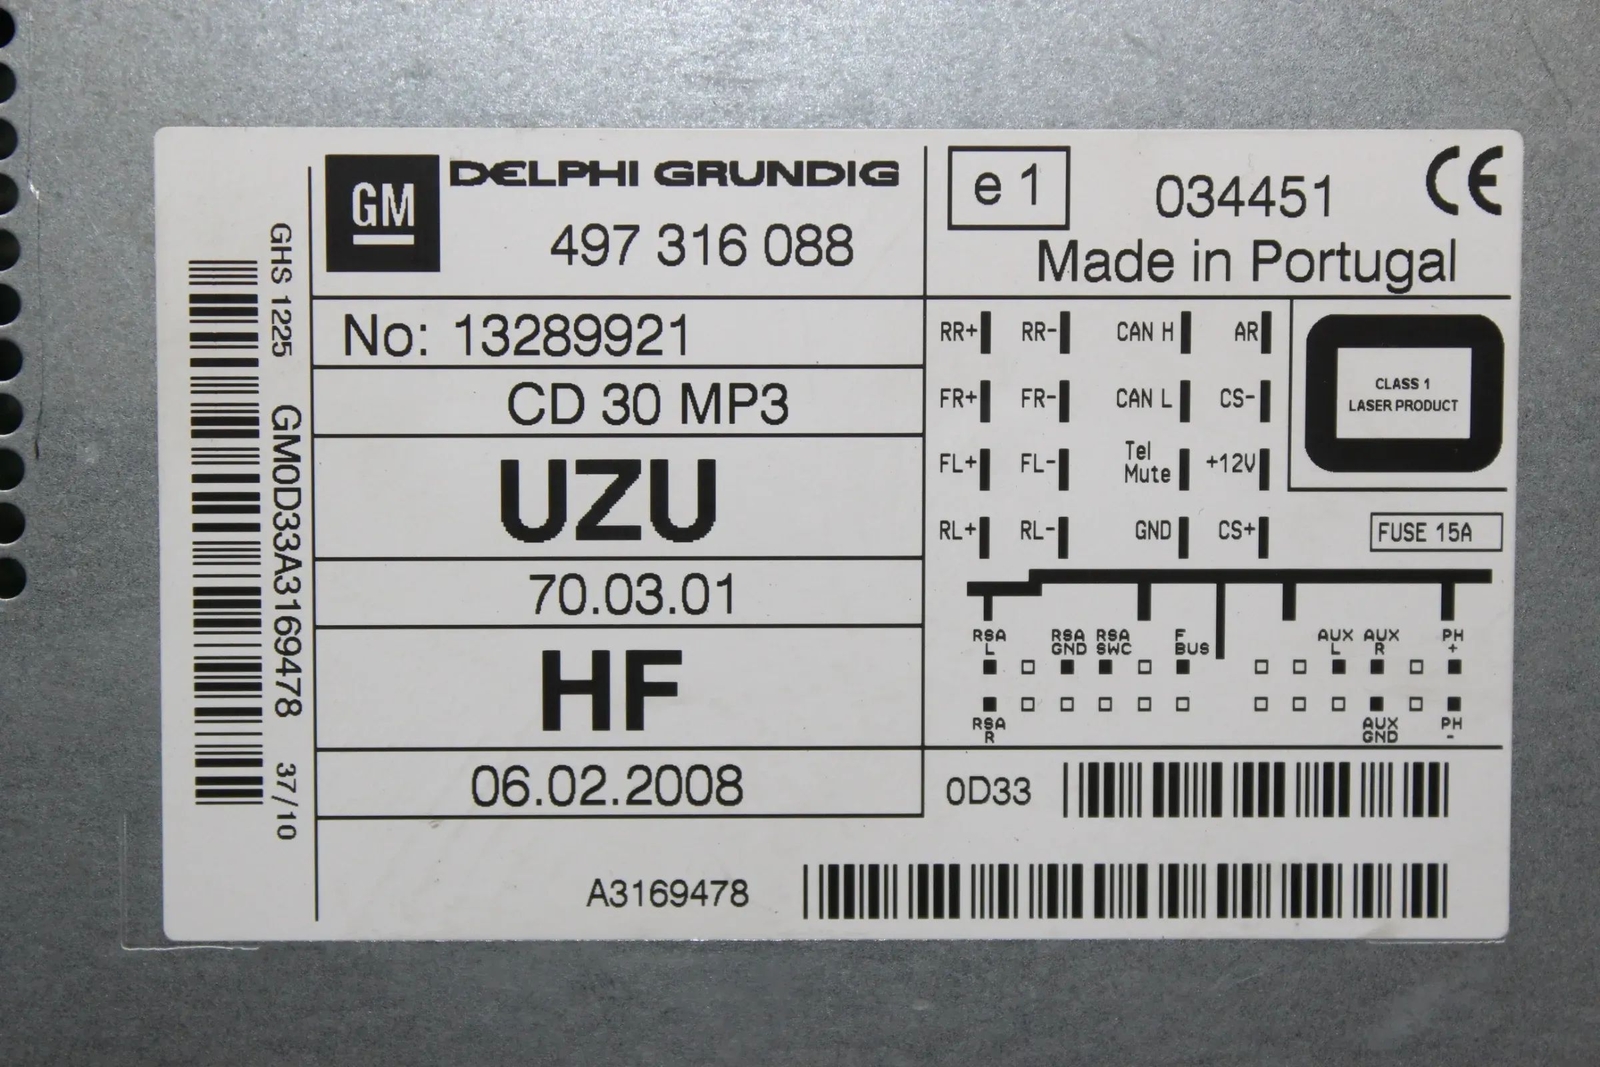 GHS 1225 GM0D33A3169478 37/10
GM
DELPHI GRUNDIG
497 316 088
No: 13289921
CD 30 MP3
UZU
70.03.01
HF
06.02.2008
e1 034451 CE
Made in Portugal
RR+ RR- CAN H AR
FR+ FR- CAN L CS-
FL+ FL- Tel Mute +12V
RL+ RL- GND CS+
CLASS 1
LASER PRODUCT
FUSE 15A
RSA RSA RSA F AUX AUX PH
L GND SWC BUS L R +
RSA AUX PH
R GND -
0D33
A3169478